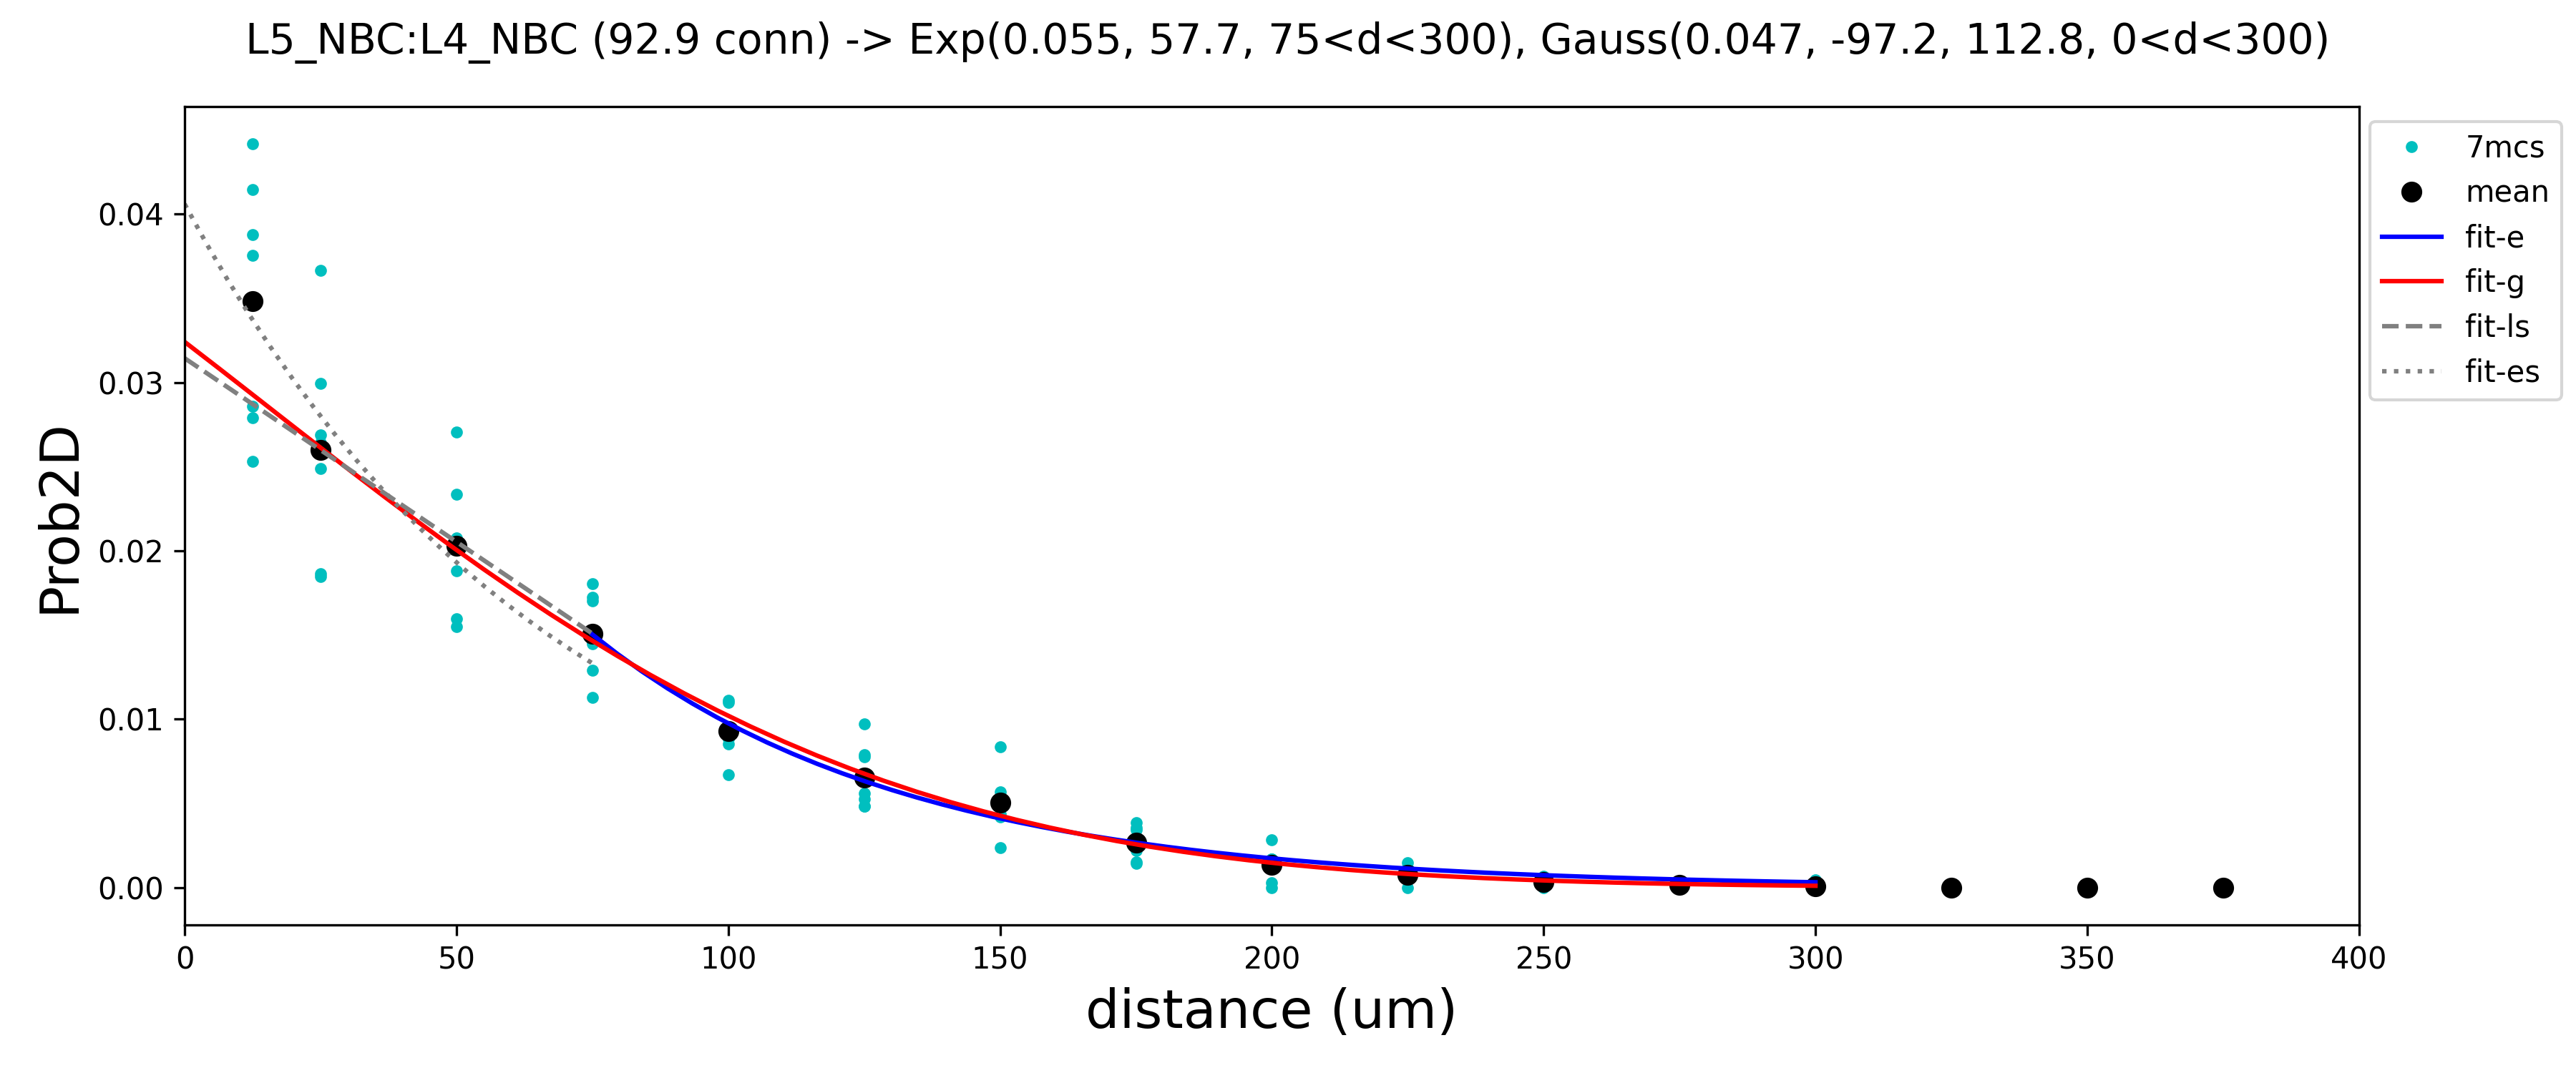 L5_NBC:L4_NBC (92.9 conn) -> Exp(0.055, 57.7, 75<d<300), Gauss(0.047, -97.2, 112.8, 0<d<300)
7mcs
mean
fit-e
fit-g
fit-ls
fit-es
Prob2D
0.04
0.03
0.02
0.01
0.00
0 50 100 150 200 250 300 350 400
distance (um)